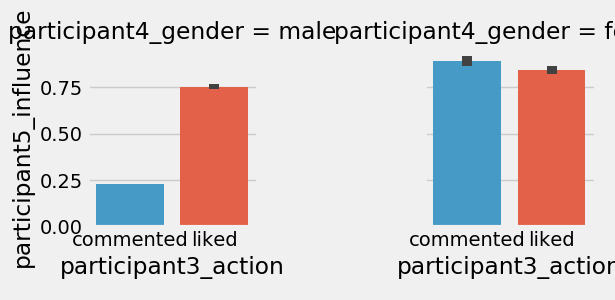 participant4_gender = male
participant4_gender = fe
participant5_influence
0.75
0.50
0.25
0.00
commented
liked
commented
liked
participant3_action
participant3_action